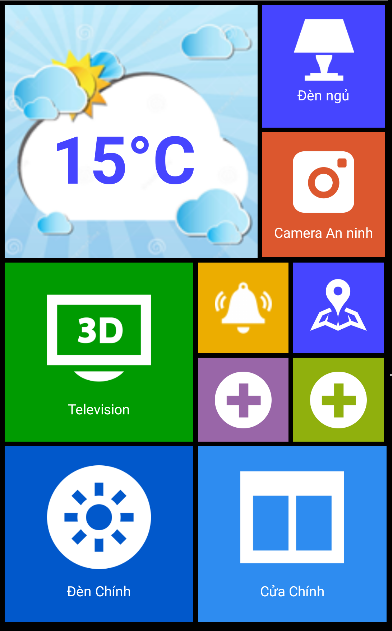 15°C
Đèn ngủ
Camera An ninh
3D
Television
Đèn Chính
Cửa Chính